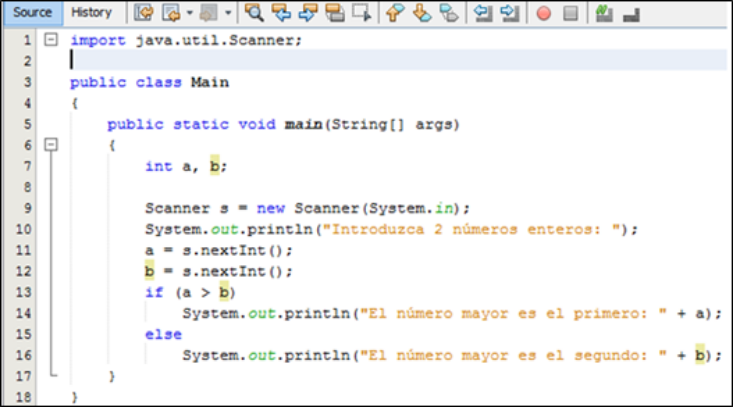 Source History
1 import java.util.Scanner;
2
3 public class Main
4 {
5 public static void main(String[] args)
6 {
7 int a, b;
8
9 Scanner s = new Scanner(System.in);
10 System.out.println("Introduzca 2 números enteros: ");
11 a = s.nextInt();
12 b = s.nextInt();
13 if (a > b)
14 System.out.println("El número mayor es el primero: " + a);
15 else
16 System.out.println("El número mayor es el segundo: " + b);
17 }
18 }